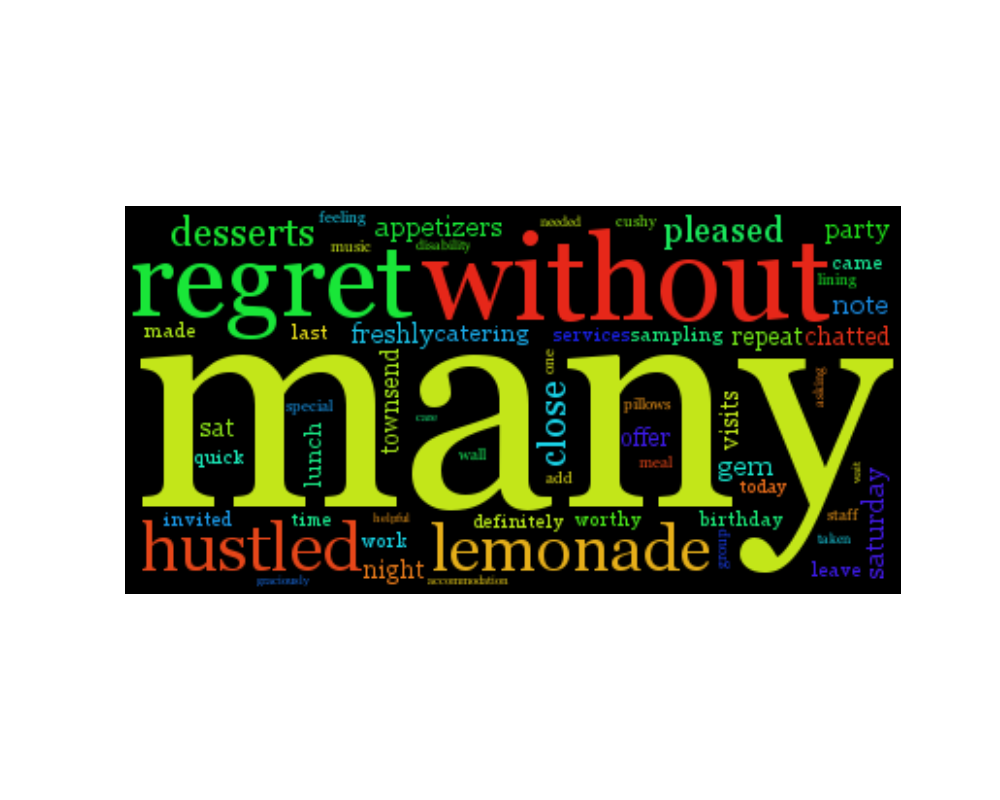 feeling
desserts
appetizers
needed
cushy
pleased
party
music
disability
regret
without
came
lining
note
made
last
freshly
catering
services
sampling
repeat
chatted
many
townsend
one
close
asking
special
care
pillows
visits
sat
lunch
offer
quick
wall
meal
gem
add
today
wait
saturday
invited
time
helpful
definitely
worthy
birthday
staff
hustled
work
lemonade
group
taken
night
leave
graciously
accommodation